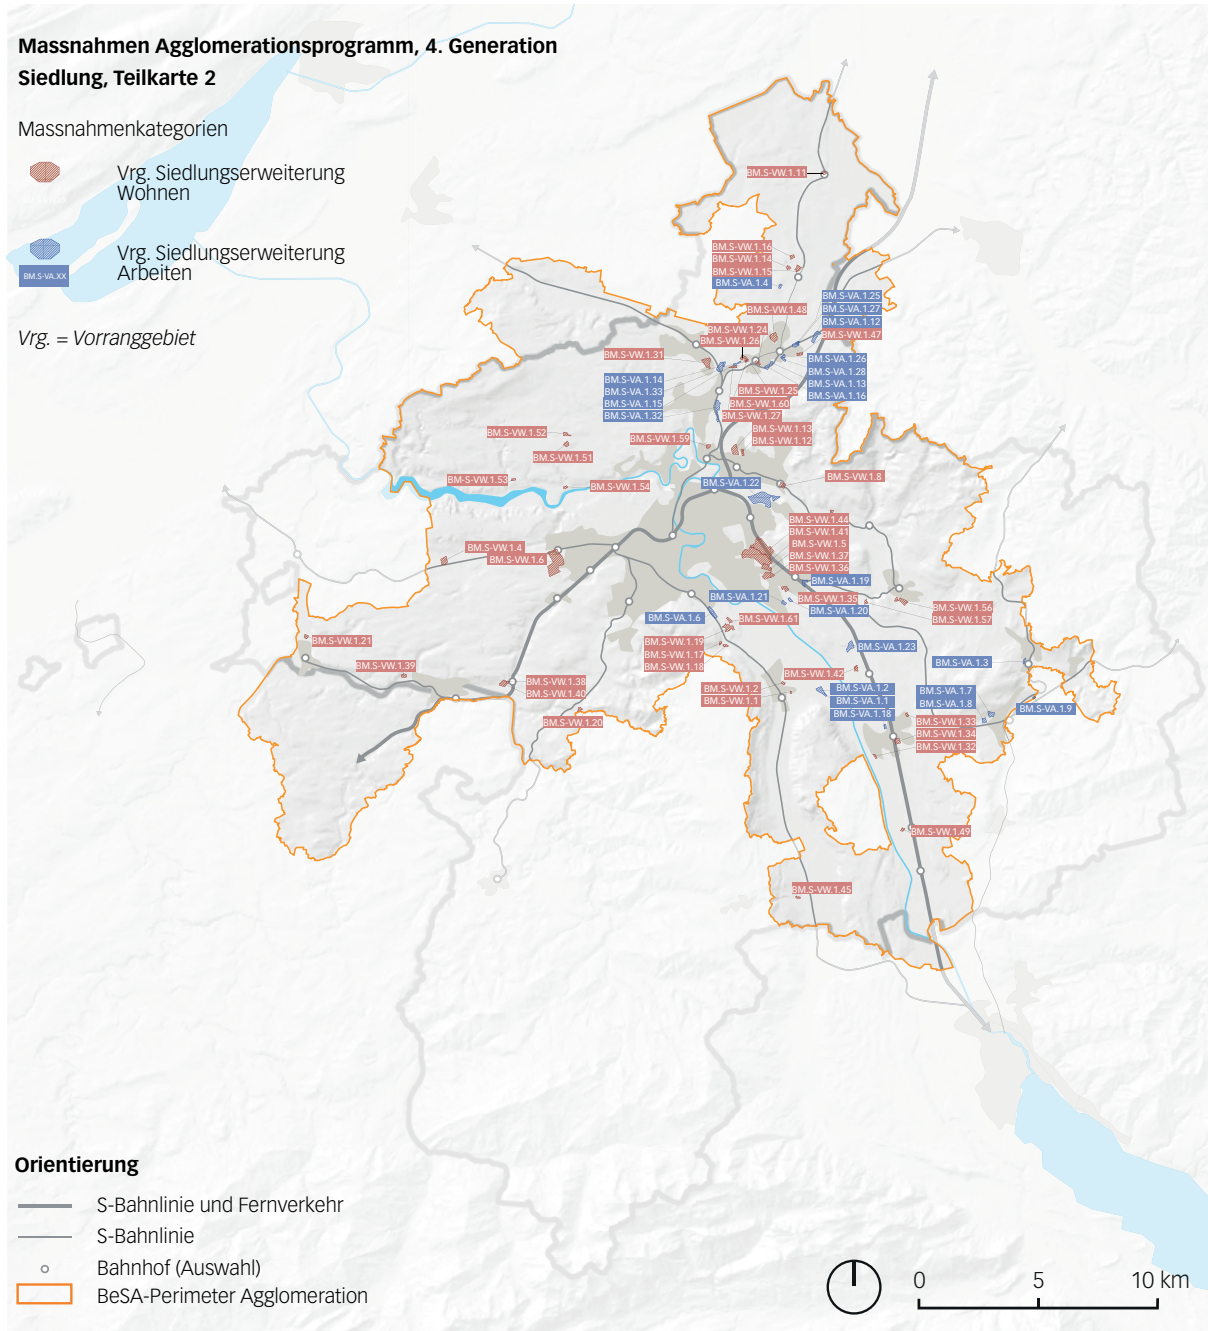 Massnahmen Agglomerationsprogramm, 4. Generation
Siedlung, Teilkarte 2
Massnahmenkategorien
Vrg. Siedlungserweiterung
Wohnen
Vrg. Siedlungserweiterung
Arbeiten
BM.S-VA.XX
Vrg. = Vorranggebiet
BM.S-VW.1.11
BM.S-VW.1.16
BM.S-VW.1.14
BM.S-VW.1.15
BM.S-VA.1.4
BM.S-VA.1.25
BM.S-VA.1.27
BM.S-VA.1.12
BM.S-VW.1.47
BM.S-VW.1.48
BM.S-VW.1.24
BM.S-VW.1.26
BM.S-VW.1.31
BM.S-VA.1.26
BM.S-VA.1.28
BM.S-VA.1.13
BM.S-VA.1.16
BM.S-VA.1.14
BM.S-VA.1.33
BM.S-VA.1.15
BM.S-VA.1.32
BM.S-VW.1.25
BM.S-VW.1.60
BM.S-VW.1.27
BM.S-VW.1.13
BM.S-VW.1.12
BM.S-VW.1.52
BM.S-VW.1.59
BM.S-VW.1.51
BM.S-VW.1.53
BM.S-VW.1.54
BM.S-VW.1.8
BM.S-VA.1.22
BM.S-VW.1.44
BM.S-VW.1.41
BM.S-VW.1.5
BM.S-VW.1.37
BM.S-VW.1.36
BM.S-VW.1.4
BM.S-VW.1.6
BM.S-VA.1.19
BM.S-VA.1.21
BM.S-VW.1.35
BM.S-VA.1.20
BM.S-VW.1.56
BM.S-VW.1.57
BM.S-VA.1.6
BM.S-VW.1.61
BM.S-VW.1.21
BM.S-VW.1.19
BM.S-VW.1.17
BM.S-VW.1.18
BM.S-VA.1.23
BM.S-VA.1.3
BM.S-VW.1.39
BM.S-VW.1.42
BM.S-VW.1.38
BM.S-VW.1.40
BM.S-VW.1.2
BM.S-VW.1.1
BM.S-VA.1.2
BM.S-VA.1.1
BM.S-VA.1.18
BM.S-VA.1.7
BM.S-VA.1.8
BM.S-VA.1.9
BM.S-VW.1.20
BM.S-VW.1.33
BM.S-VW.1.34
BM.S-VW.1.32
BM.S-VW.1.49
BM.S-VW.1.45
Orientierung
S-Bahnlinie und Fernverkehr
S-Bahnlinie
Bahnhof (Auswahl)
BeSA-Perimeter Agglomeration
0 5 10 km